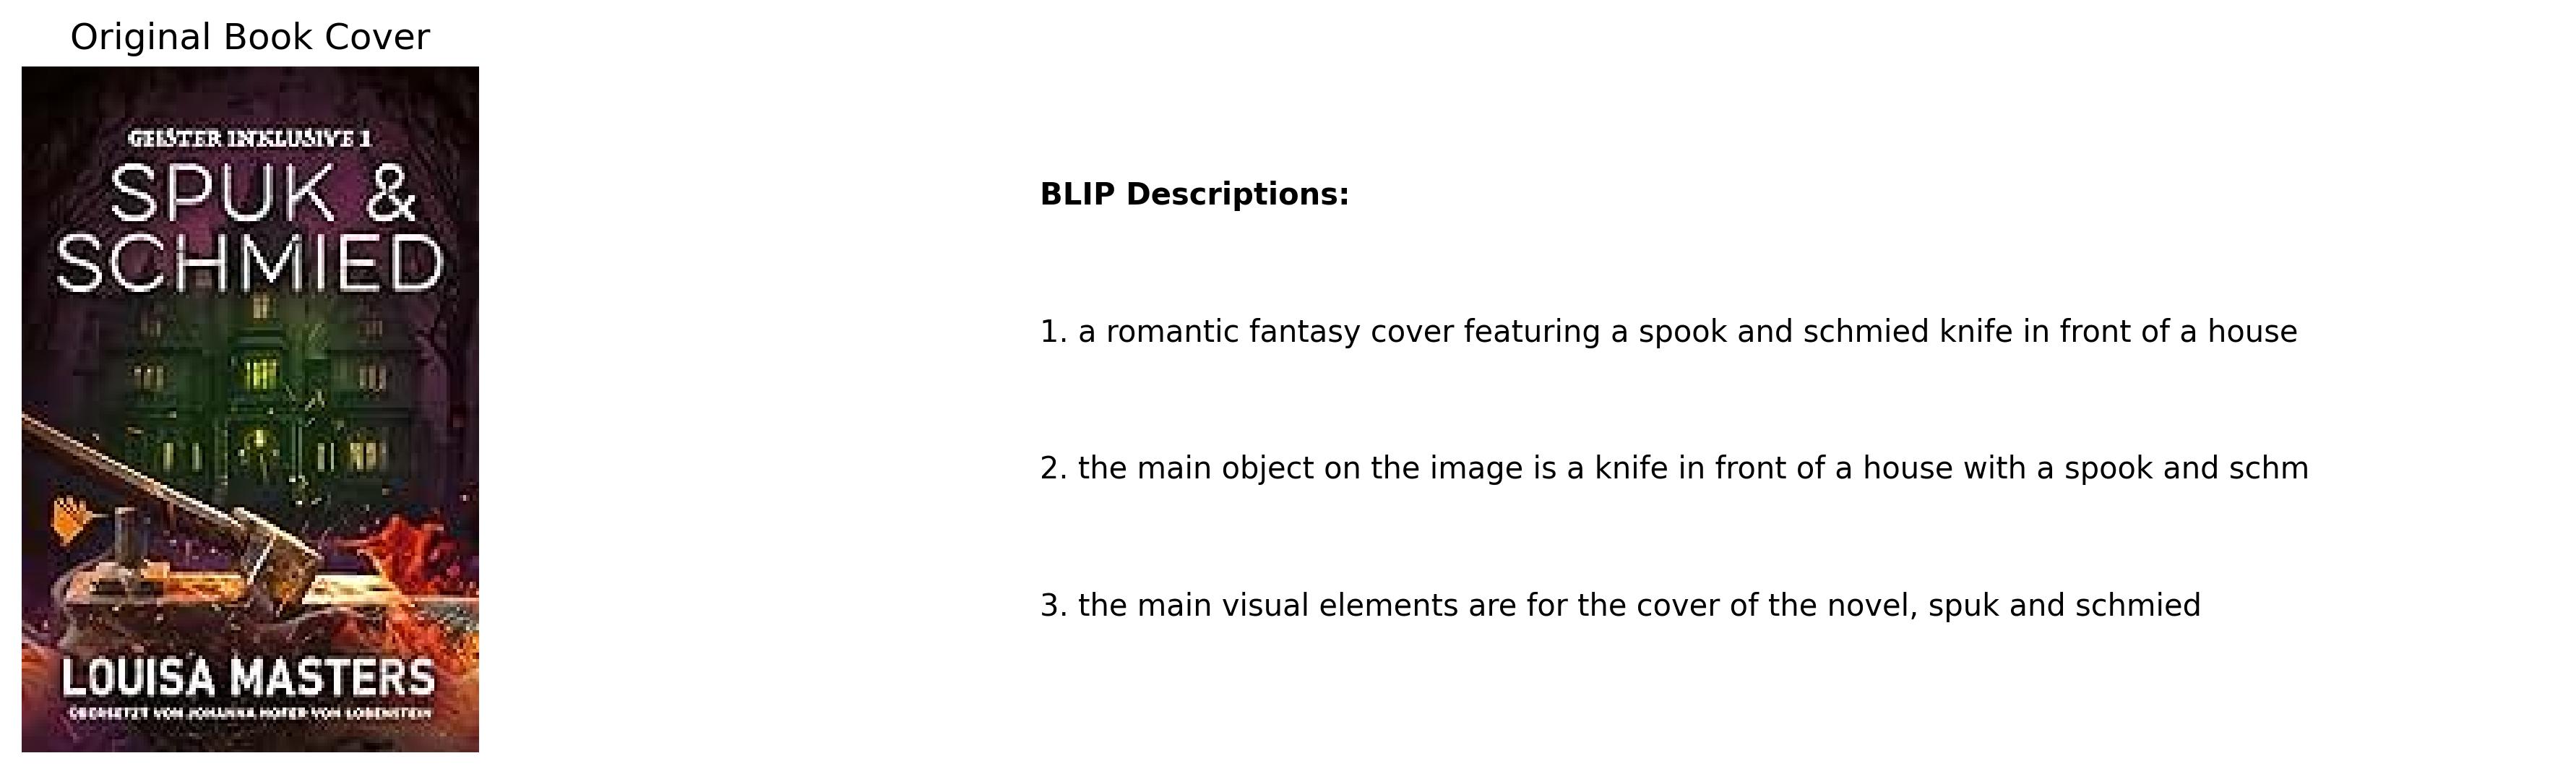 Original Book Cover
GEISTER INKLUSIVE 1
SPUK &
SCHMIED
LOUISA MASTERS
ÜBERSETZT VON JOHANNA HOFER VON LOBENSTEIN
BLIP Descriptions:
1. a romantic fantasy cover featuring a spook and schmied knife in front of a house
2. the main object on the image is a knife in front of a house with a spook and schm
3. the main visual elements are for the cover of the novel, spuk and schmied